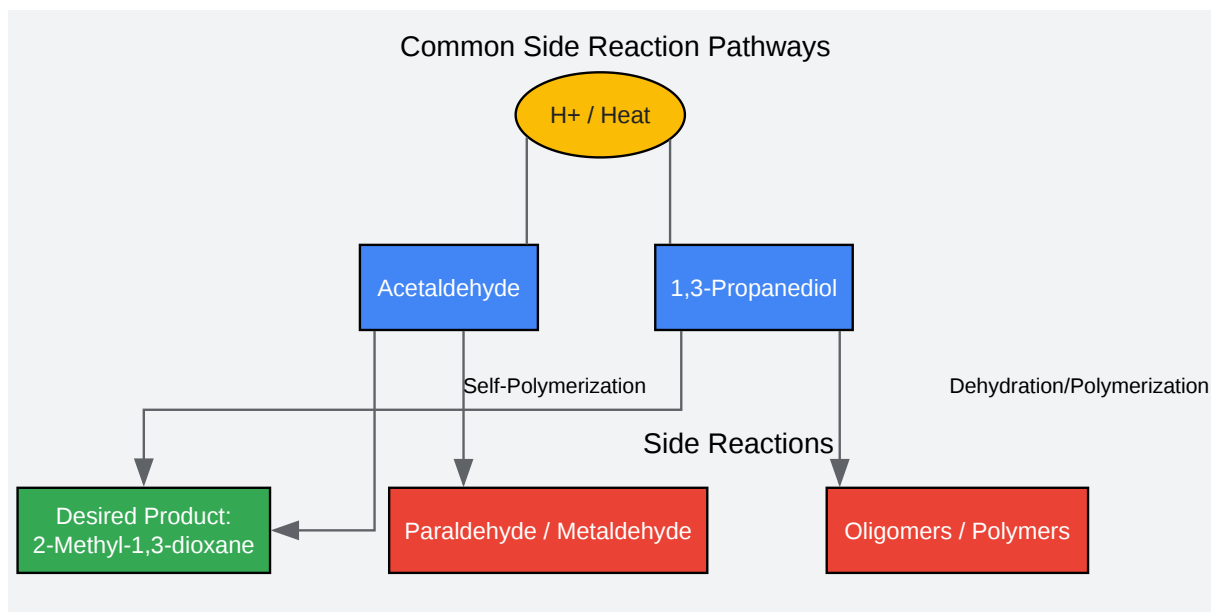 Common Side Reaction Pathways
H+ / Heat
Acetaldehyde
1,3-Propanediol
Self-Polymerization
Dehydration/Polymerization
Side Reactions
Desired Product:
2-Methyl-1,3-dioxane
Paraldehyde / Metaldehyde
Oligomers / Polymers